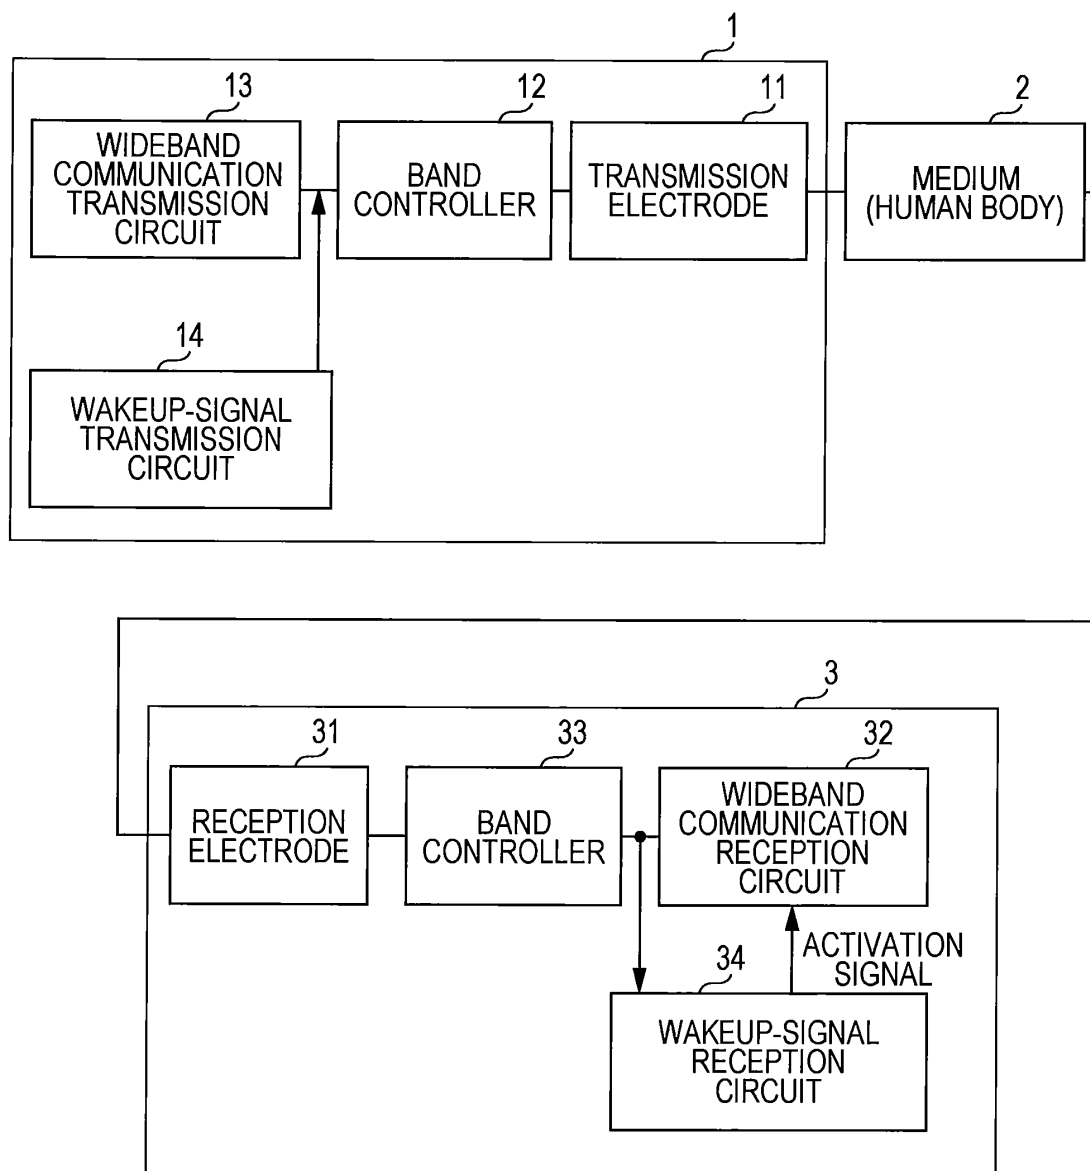 1
13
12
11
2
WIDEBAND
COMMUNICATION
TRANSMISSION
CIRCUIT
BAND
CONTROLLER
TRANSMISSION
ELECTRODE
MEDIUM
(HUMAN BODY)
14
WAKEUP-SIGNAL
TRANSMISSION
CIRCUIT
3
31
33
32
RECEPTION
ELECTRODE
BAND
CONTROLLER
WIDEBAND
COMMUNICATION
RECEPTION
CIRCUIT
ACTIVATION
SIGNAL
34
WAKEUP-SIGNAL
RECEPTION
CIRCUIT